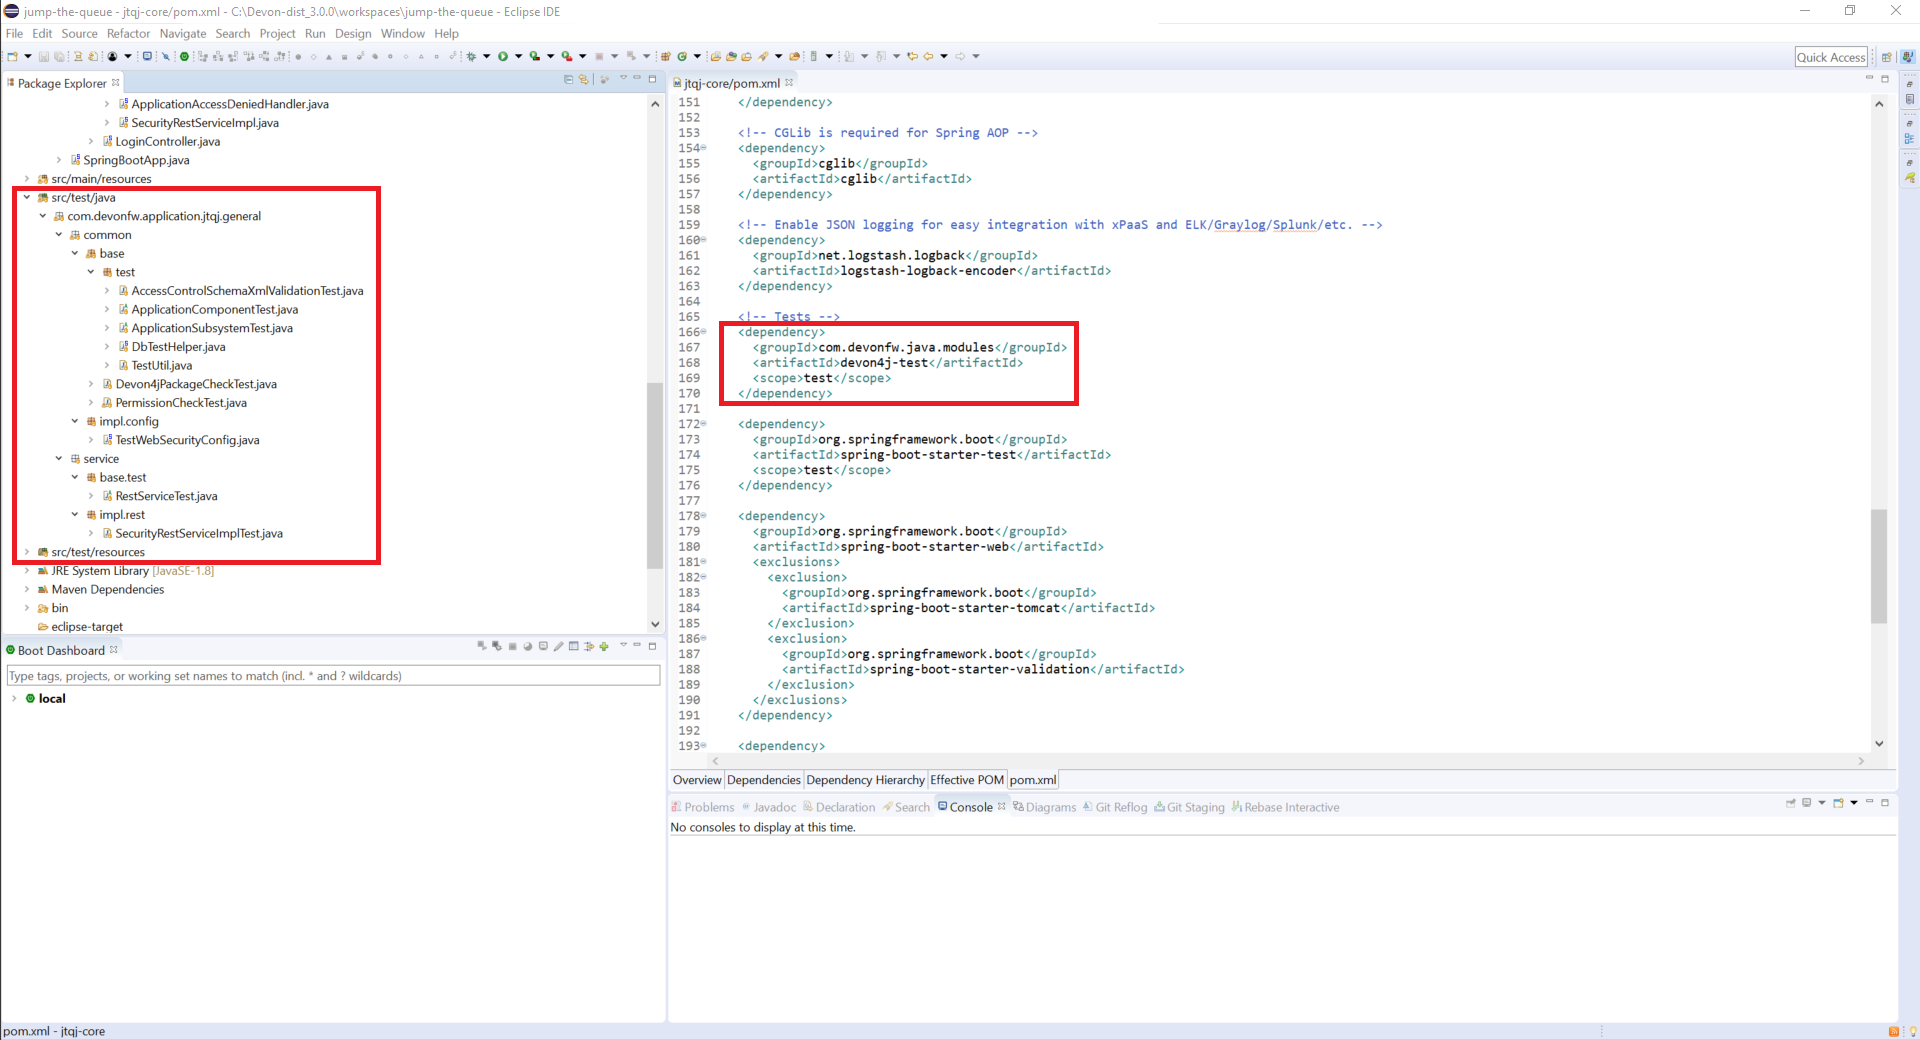 jump-the-queue - jtqj-core/pom.xml - C:\Devon-dist_3.0.0\workspaces\jump-the-queue - Eclipse IDE
File Edit Source Refactor Navigate Search Project Run Design Window Help
Quick Access
Package Explorer
ApplicationAccessDeniedHandler.java
SecurityRestServiceImpl.java
LoginController.java
SpringBootApp.java
src/main/resources
src/test/java
com.devonfw.application.jtqj.general
common
base
test
AccessControlSchemaXmlValidationTest.java
ApplicationComponentTest.java
ApplicationSubsystemTest.java
DbTestHelper.java
TestUtil.java
Devon4jPackageCheckTest.java
PermissionCheckTest.java
impl.config
TestWebSecurityConfig.java
service
base.test
RestServiceTest.java
impl.rest
SecurityRestServiceImplTest.java
src/test/resources
JRE System Library [JavaSE-1.8]
Maven Dependencies
bin
eclipse-target
Boot Dashboard
Type tags, projects, or working set names to match (incl. * and ? wildcards)
local
jtqj-core/pom.xml
151 </dependency>
152
153 <!-- CGLib is required for Spring AOP -->
154 <dependency>
155 <groupId>cglib</groupId>
156 <artifactId>cglib</artifactId>
157 </dependency>
158
159 <!-- Enable JSON logging for easy integration with xPaaS and ELK/Graylog/Splunk/etc. -->
160 <dependency>
161 <groupId>net.logstash.logback</groupId>
162 <artifactId>logstash-logback-encoder</artifactId>
163 </dependency>
164
165 <!-- Tests -->
166 <dependency>
167 <groupId>com.devonfw.java.modules</groupId>
168 <artifactId>devon4j-test</artifactId>
169 <scope>test</scope>
170 </dependency>
171
172 <dependency>
173 <groupId>org.springframework.boot</groupId>
174 <artifactId>spring-boot-starter-test</artifactId>
175 <scope>test</scope>
176 </dependency>
177
178 <dependency>
179 <groupId>org.springframework.boot</groupId>
180 <artifactId>spring-boot-starter-web</artifactId>
181 <exclusions>
182 <exclusion>
183 <groupId>org.springframework.boot</groupId>
184 <artifactId>spring-boot-starter-tomcat</artifactId>
185 </exclusion>
186 <exclusion>
187 <groupId>org.springframework.boot</groupId>
188 <artifactId>spring-boot-starter-validation</artifactId>
189 </exclusion>
190 </exclusions>
191 </dependency>
192
193 <dependency>
Overview Dependencies Dependency Hierarchy Effective POM pom.xml
Problems Javadoc Declaration Search Console Diagrams Git Reflog Git Staging Rebase Interactive
No consoles to display at this time.
pom.xml - jtqj-core